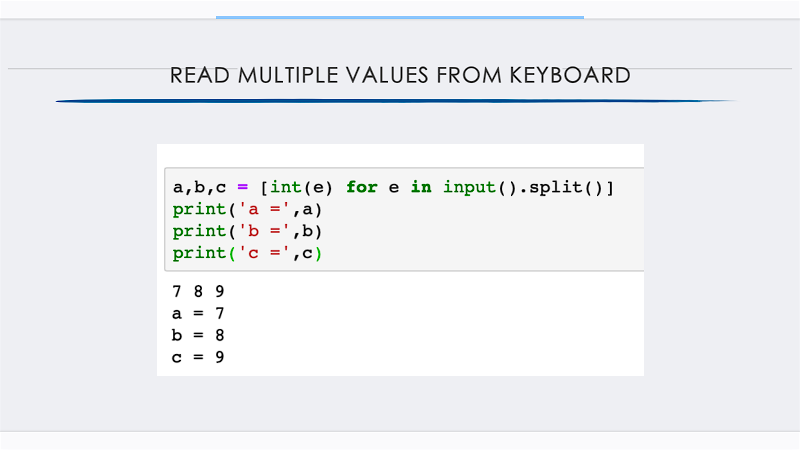 READ MULTIPLE VALUES FROM KEYBOARD
a,b,c = [int(e) for e in input().split()]
print('a =',a)
print('b =',b)
print('c =',c)
7 8 9
a = 7
b = 8
c = 9